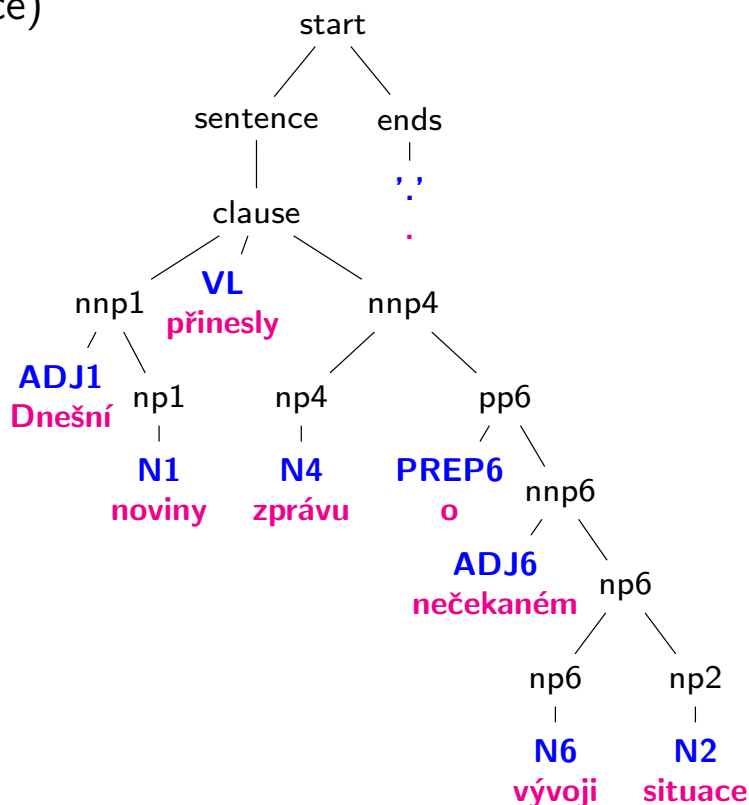 ce)
start
sentence ends
’.’
clause .
nnp1 VL nnp4
přinesly
ADJ1 np1 np4 pp6
Dnešní
N1 N4 PREP6 nnp6
noviny zprávu o
ADJ6 np6
nečekaném
np6 np2
N6 N2
vývoji situace